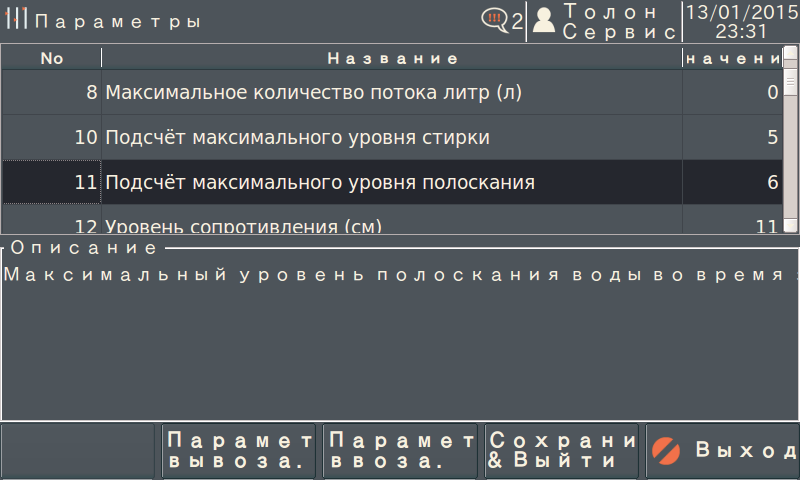 Параметры
!!! 2
Толон
Сервис
13/01/2015
23:31
No Название начени
8 Максимальное количество потока литр (л) 0
10 Подсчёт максимального уровня стирки 5
11 Подсчёт максимального уровня полоскания 6
12 Уровень сопротивления (см) 11
Описание
Максимальный уровень полоскания воды во время
Парамет
вывоза.
Парамет
ввоза.
Сохрани
& Выйти
Выход